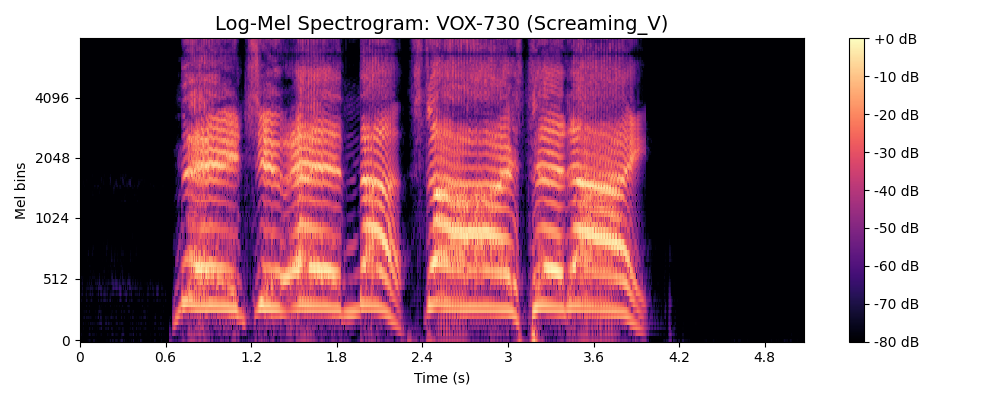 Log-Mel Spectrogram: VOX-730 (Screaming_V)
Mel bins
4096
2048
1024
512
0
0 0.6 1.2 1.8 2.4 3 3.6 4.2 4.8
Time (s)
+0 dB
-10 dB
-20 dB
-30 dB
-40 dB
-50 dB
-60 dB
-70 dB
-80 dB